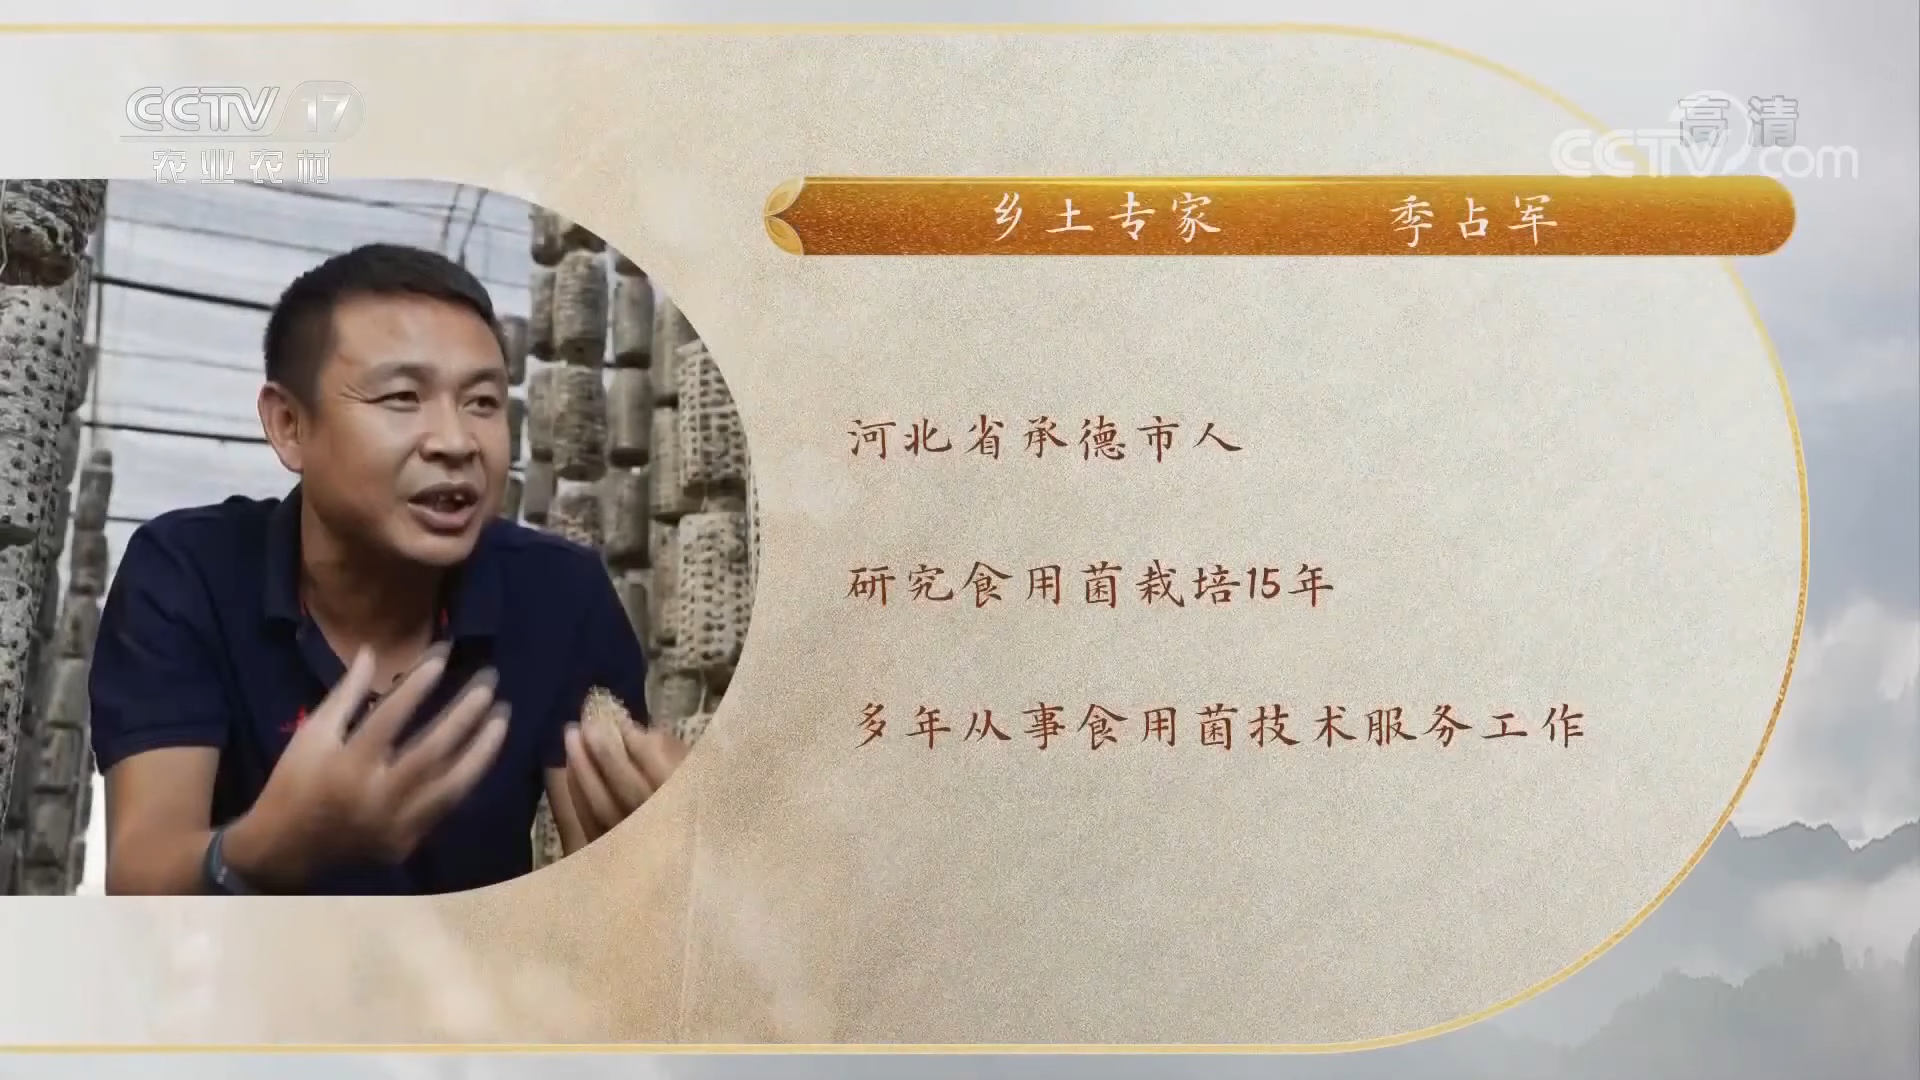 CCTV 17
农业农村
高清
CCTV.com
乡土专家 季占军
河北省承德市人
研究食用菌栽培15年
多年从事食用菌技术服务工作